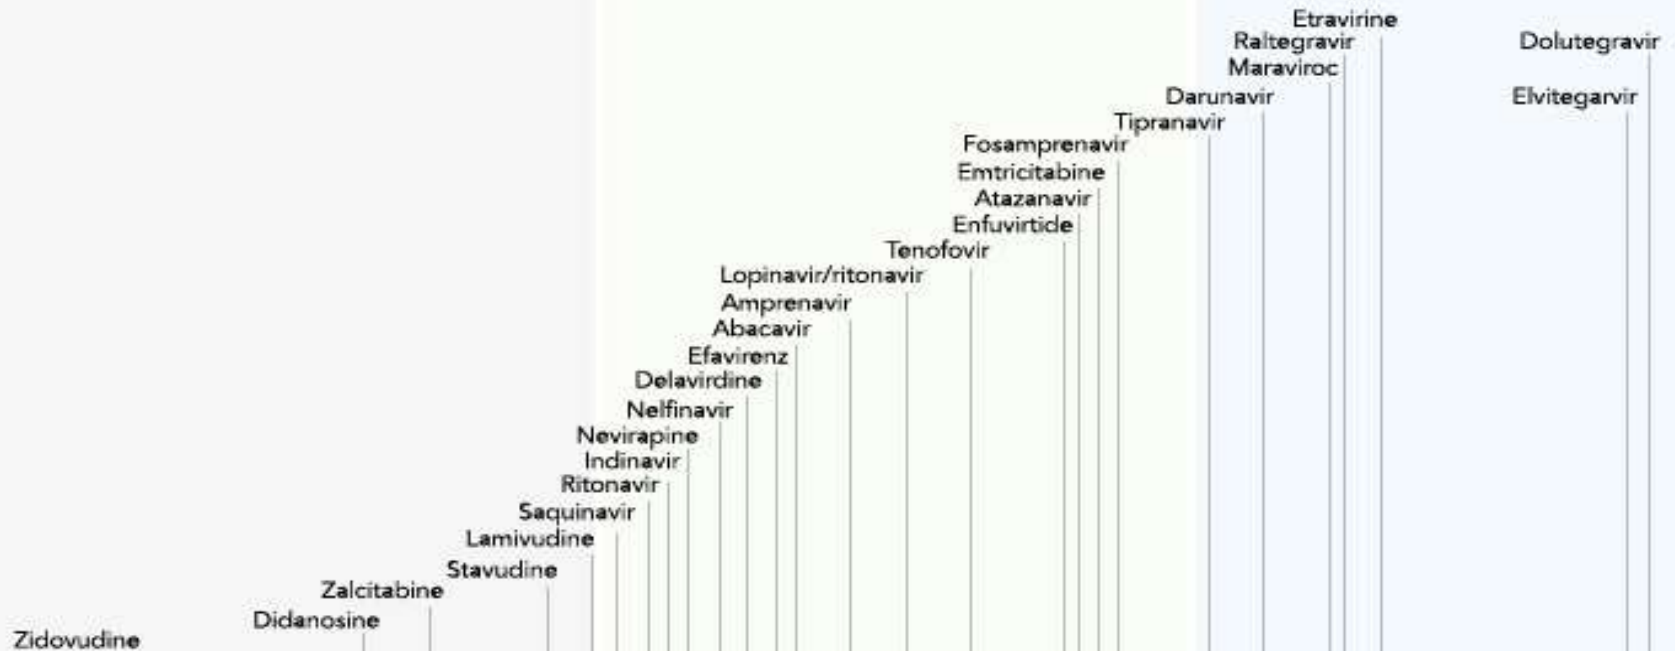 Etravirine
Raltegravir
Dolutegravir
Maraviroc
Darunavir
Elvitegarvir
Tipranavir
Fosamprenavir
Emtricitabine
Atazanavir
Enfuvirtide
Tenofovir
Lopinavir/ritonavir
Amprenavir
Abacavir
Efavirenz
Delavirdine
Nelfinavir
Nevirapine
Indinavir
Ritonavir
Saquinavir
Lamivudine
Stavudine
Zalcitabine
Didanosine
Zidovudine